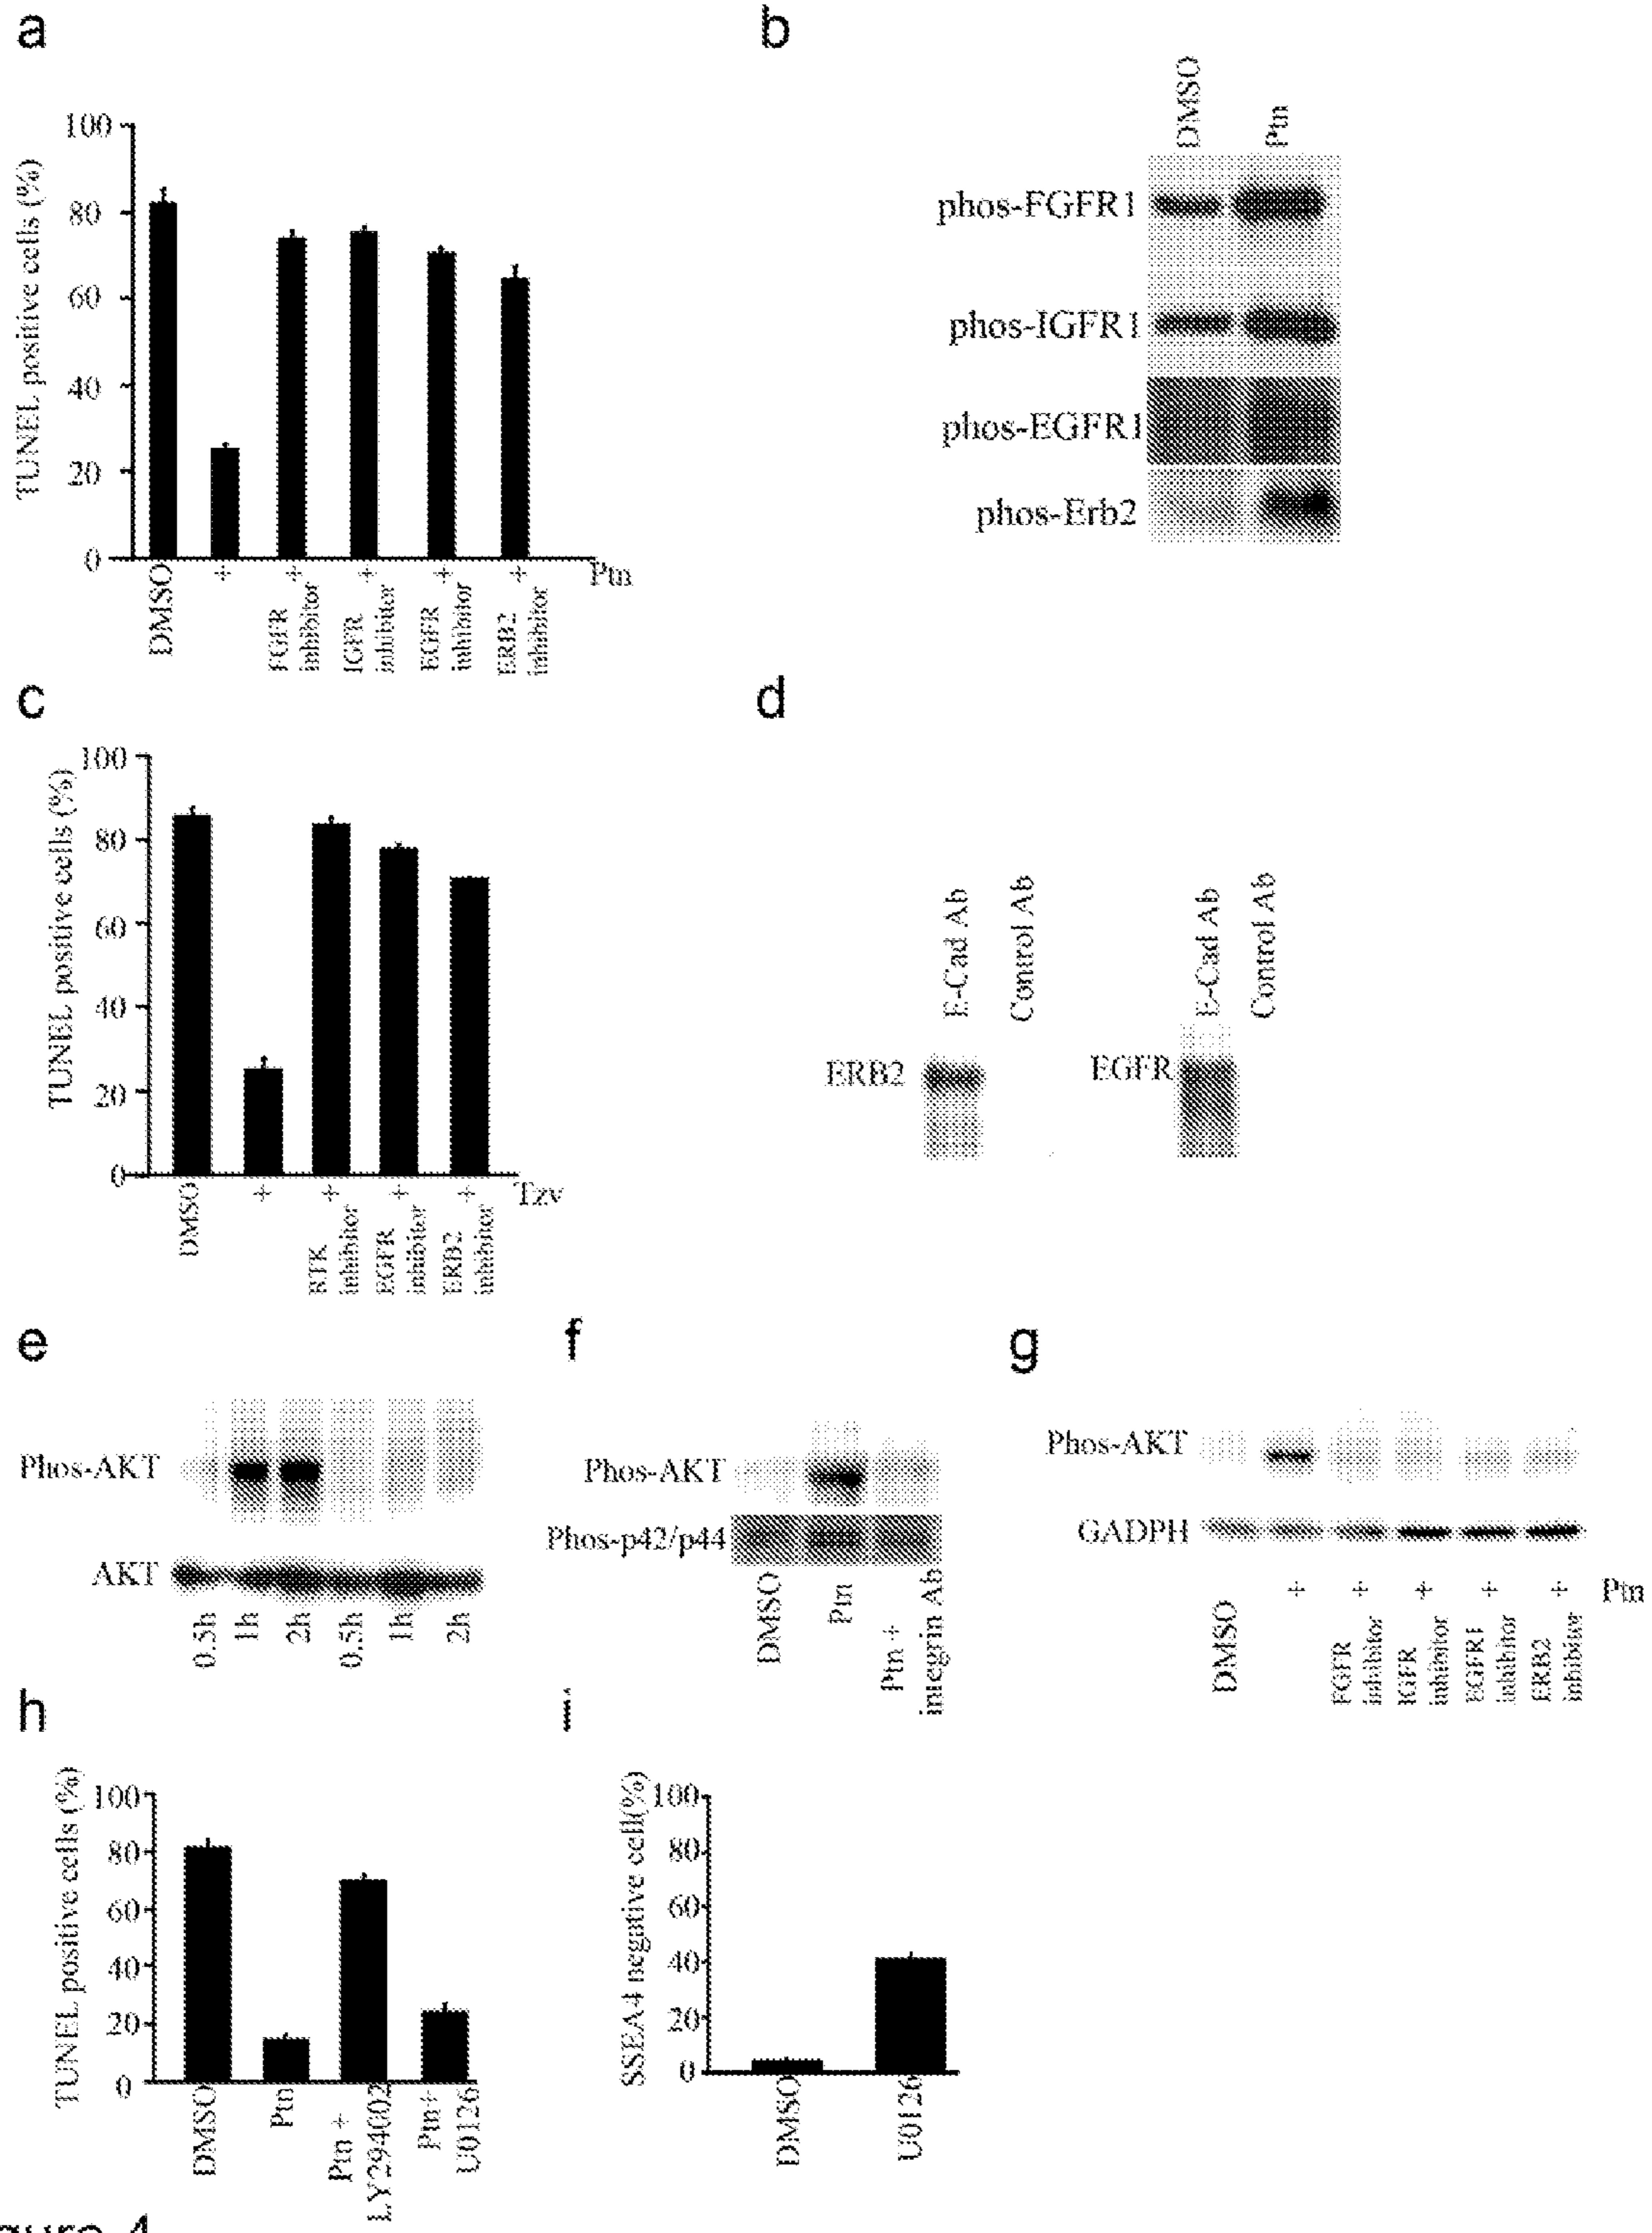 a
TUNEL positive cells (%)
100
80
60
40
20
0
DMSO
+
+
+
+
+
Ptn
FGFR
inhibitor
IGFR
inhibitor
EGFR
inhibitor
ERB2
inhibitor
b
DMSO
Ptn
phos-FGFR1
phos-IGFR1
phos-EGFR1
phos-Erb2
c
TUNEL positive cells (%)
100
80
60
40
20
0
DMSO
+
+
+
+
Tzv
RTK
inhibitor
EGFR
inhibitor
ERB2
inhibitor
d
E-Cad Ab
Control Ab
E-Cad Ab
Control Ab
ERB2
EGFR
e
Phos-AKT
AKT
0.5h
1h
2h
0.5h
1h
2h
f
Phos-AKT
Phos-p42/p44
DMSO
Ptn
Ptn +
integrin Ab
g
Phos-AKT
GADPH
+
+
+
+
+
Ptn
DMSO
FGFR
inhibitor
IGFR
inhibitor
EGFR1
inhibitor
ERB2
inhibitor
h
TUNEL positive cells (%)
100
80
60
40
20
0
DMSO
Ptn
Ptn +
LY294002
Ptn+
U0126
i
SSEA4 negative cell(%)
100
80
60
40
20
0
DMSO
U0126